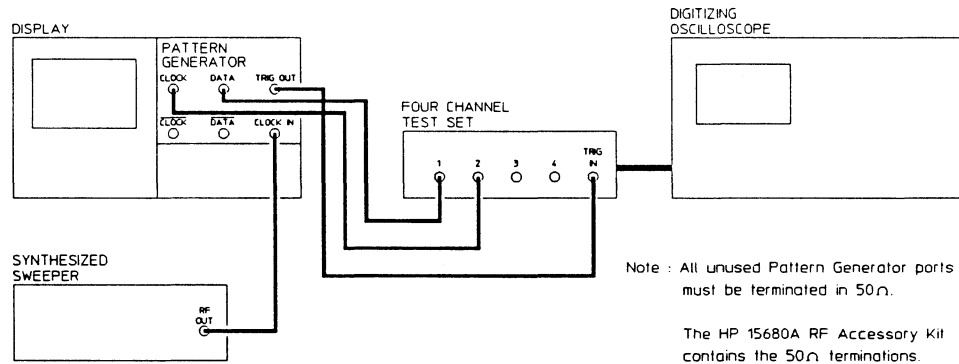 DISPLAY
PATTERN
GENERATOR
CLOCK DATA TRIG OUT
CLOCK DATA CLOCK IN
FOUR CHANNEL
TEST SET
1 2 3 4 TRIG
IN
DIGITIZING
OSCILLOSCOPE
SYNTHESIZED
SWEEPER
RF
OUT
Note : All unused Pattern Generator ports
must be terminated in 50Ω.
The HP 15680A RF Accessory Kit
contains the 50Ω terminations.